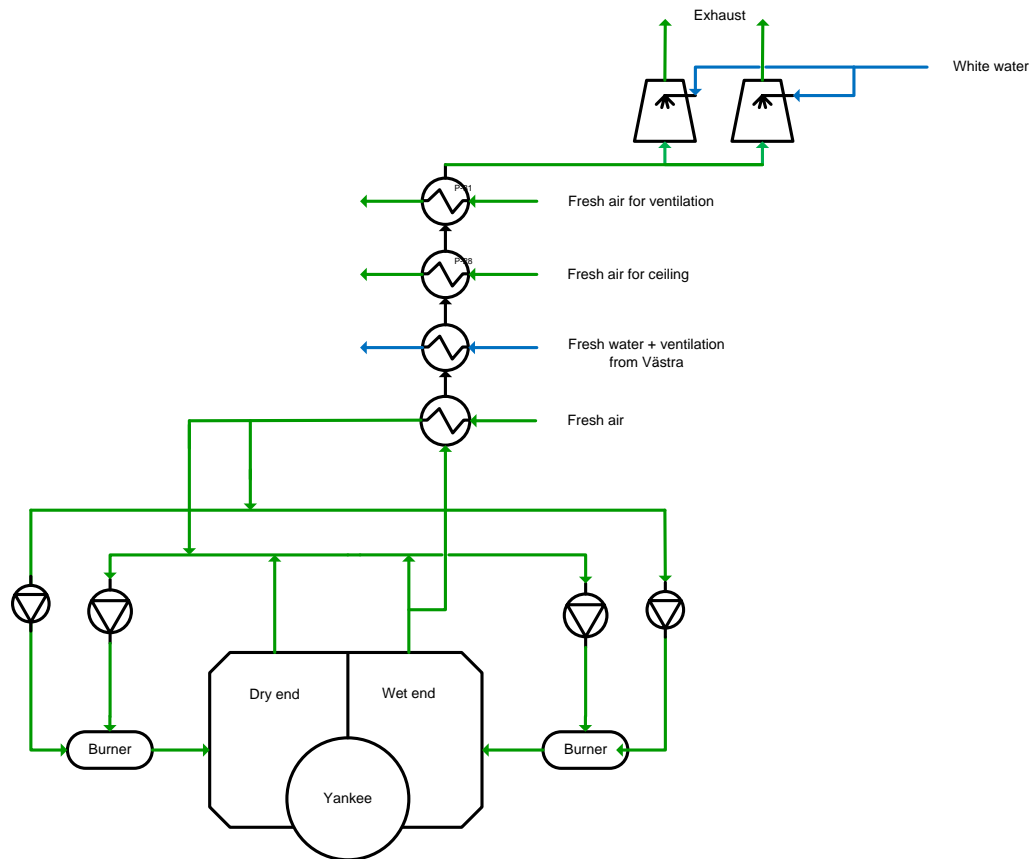 Exhaust
White water
Fresh air for ventilation
Fresh air for ceiling
Fresh water + ventilation
from Västra
Fresh air
Dry end
Wet end
Burner
Burner
Yankee